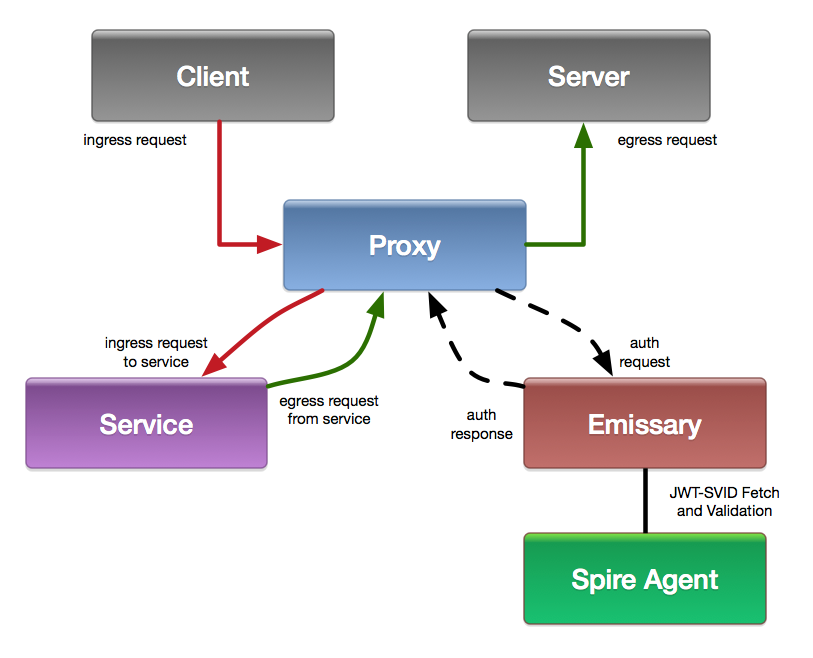 Client
Server
ingress request
egress request
Proxy
ingress request
to service
auth
request
egress request
from service
auth
response
Service
Emissary
JWT-SVID Fetch
and Validation
Spire Agent